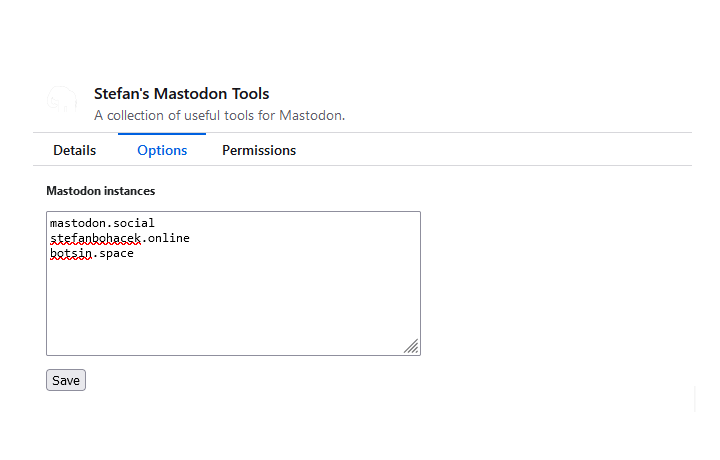 Stefan's Mastodon Tools
A collection of useful tools for Mastodon.
Details Options Permissions
Mastodon instances
mastodon.social
stefanbohacek.online
botsin.space
Save